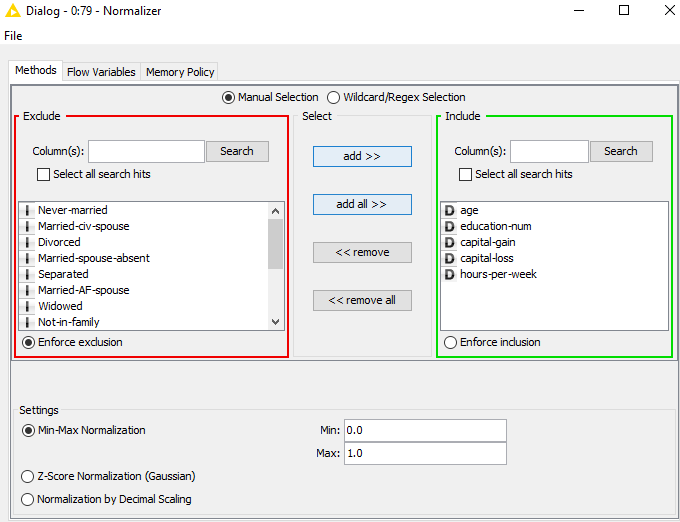 Dialog - 0:79 - Normalizer
File
Methods Flow Variables Memory Policy
Manual Selection Wildcard/Regex Selection
Exclude
Column(s): Search
Select all search hits
I Never-married
I Married-civ-spouse
I Divorced
I Married-spouse-absent
I Separated
I Married-AF-spouse
I Widowed
I Not-in-family
Enforce exclusion
Select
add >>
add all >>
<< remove
<< remove all
Include
Column(s): Search
Select all search hits
D age
D education-num
D capital-gain
D capital-loss
D hours-per-week
Enforce inclusion
Settings
Min-Max Normalization
Min: 0.0
Max: 1.0
Z-Score Normalization (Gaussian)
Normalization by Decimal Scaling